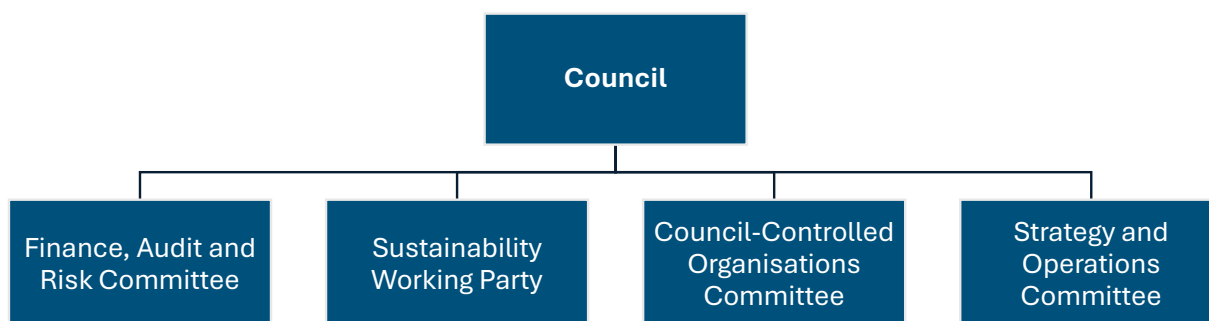 Council
Finance, Audit and
Risk Committee
Sustainability
Working Party
Council-Controlled
Organisations
Committee
Strategy and
Operations
Committee